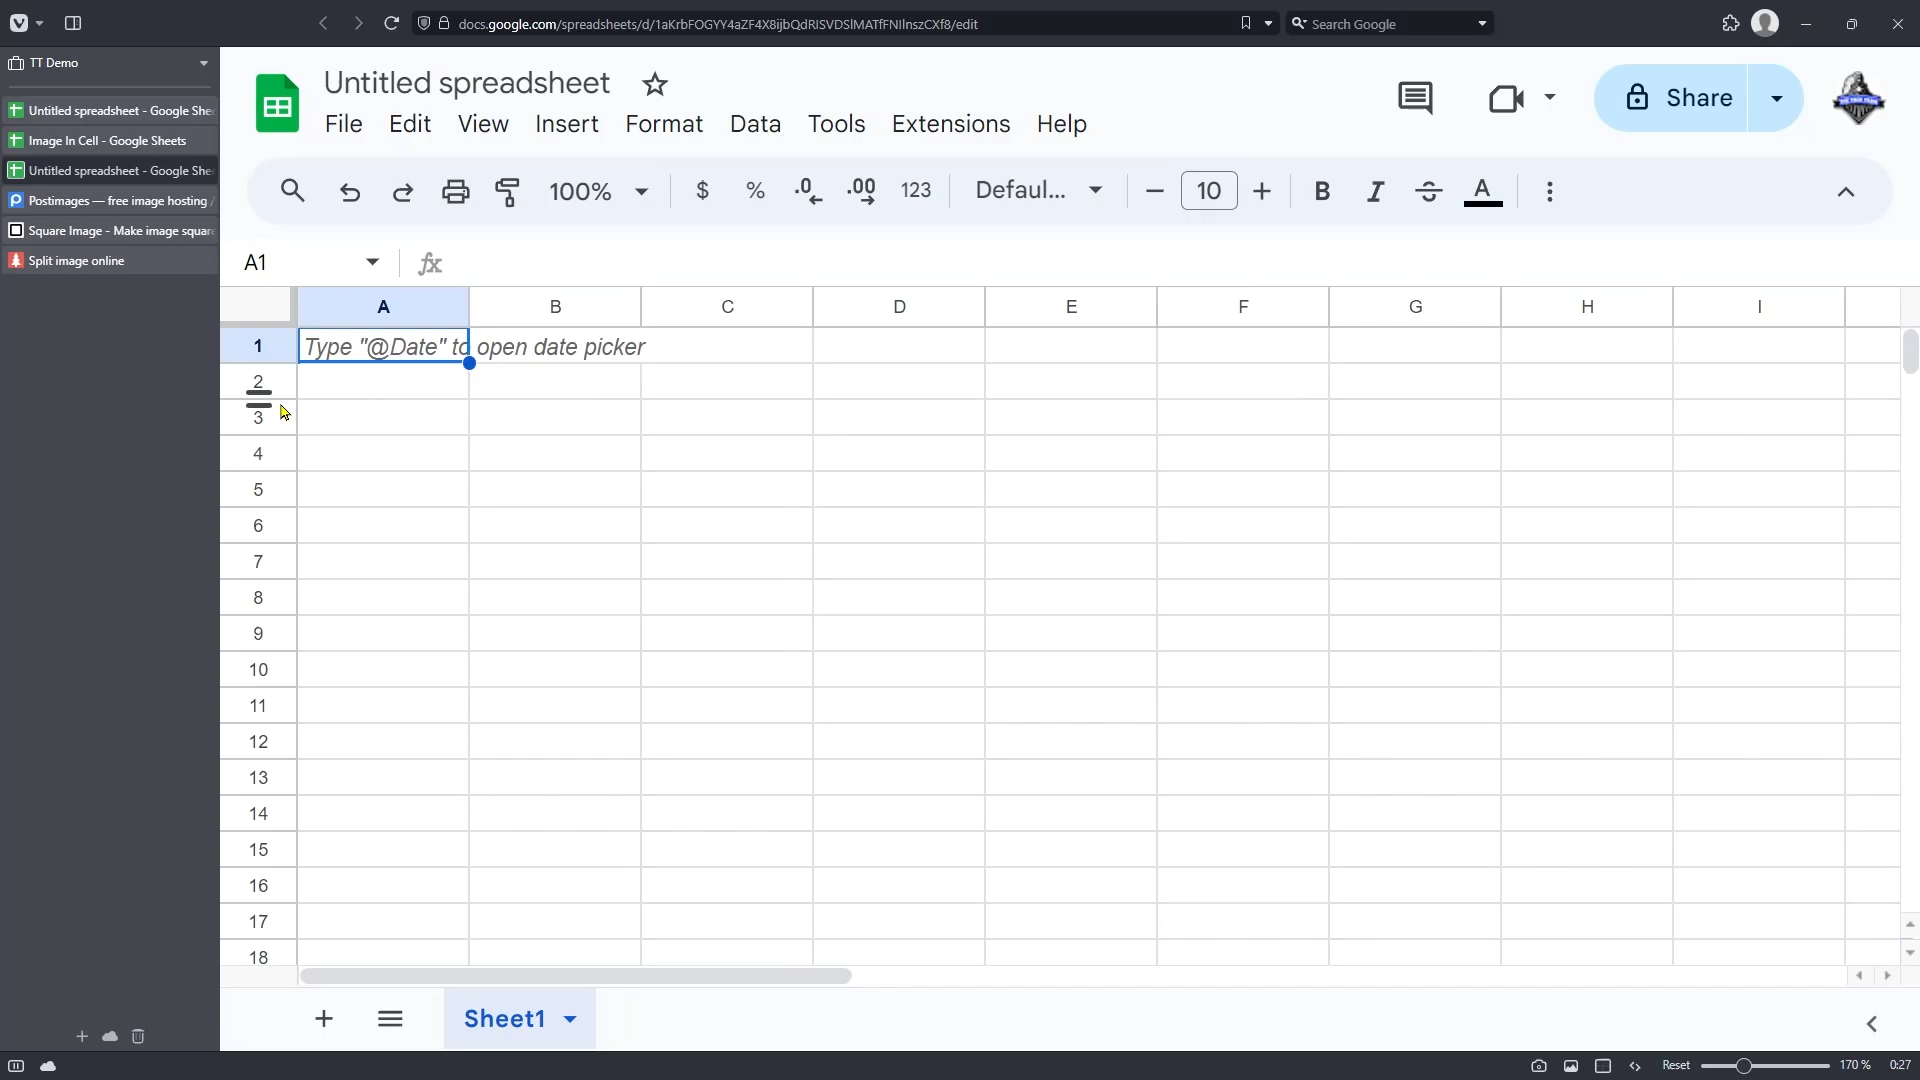 docs.google.com/spreadsheets/d/1aKrbFOGYY4aZF4X8ijbQdRISVDSlMATfFNIlnszCXf8/edit
Search Google
TT Demo
Untitled spreadsheet - Google She
Image In Cell - Google Sheets
Untitled spreadsheet - Google She
Postimages — free image hosting /
Square Image - Make image squar
Split image online
Untitled spreadsheet
Share
File Edit View Insert Format Data Tools Extensions Help
100% $ % .0 .00 123 Defaul... 10 B I S A
A1 fx
A B C D E F G H I
1 Type "@Date" to open date picker
2
3
4
5
6
7
8
9
10
11
12
13
14
15
16
17
18
Sheet1
Reset 170 % 0:27